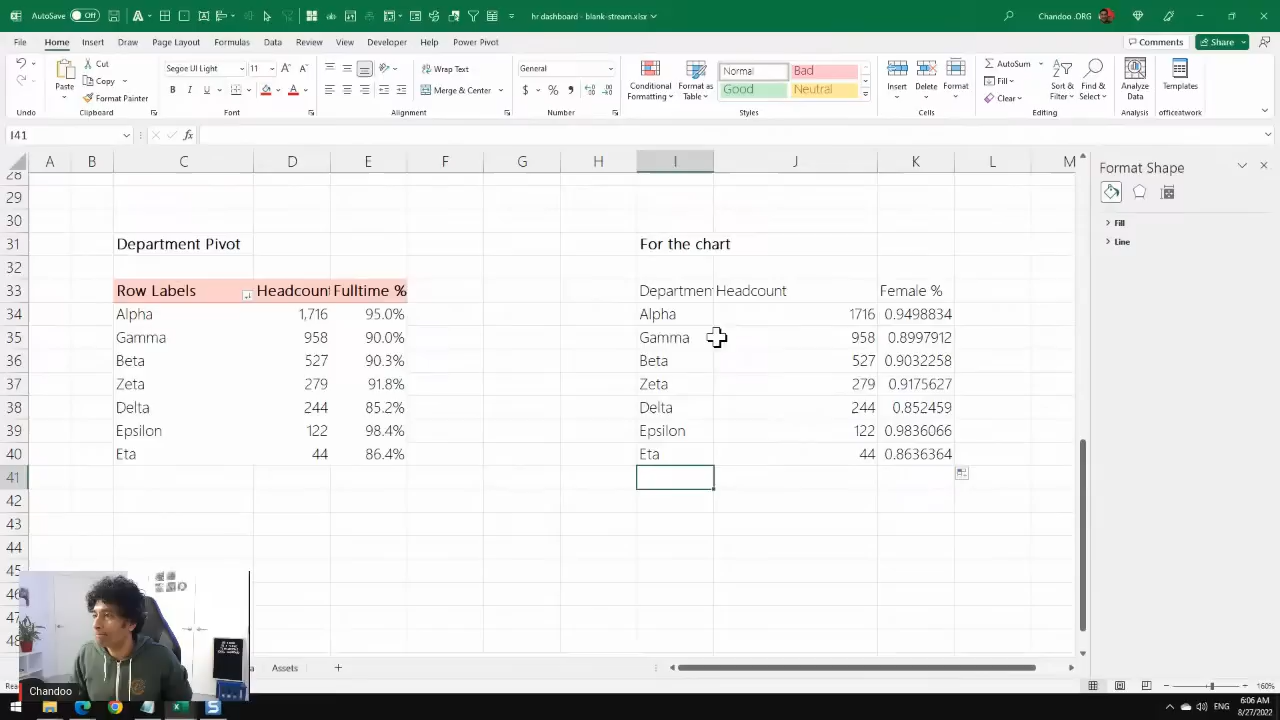 AutoSave Off
hr dashboard - blank-stream.xlsx
Chandoo .ORG
File Home Insert Draw Page Layout Formulas Data Review View Developer Help Power Pivot
Comments Share
Cut
Copy
Format Painter
Paste
Segoe UI Light 11
B I U
Wrap Text
Merge & Center
General
$ % ,
Conditional Formatting
Format as Table
Normal Bad
Good Neutral
Insert Delete Format
AutoSum
Fill
Clear
Sort & Filter
Find & Select
Analyze Data
Templates
Undo Clipboard Font Alignment Number Styles Cells Editing Analysis officeatwork
I41 fx
Format Shape
Fill
Line
A B C D E F G H I J K L M
28
29
30
31 Department Pivot For the chart
32
33 Row Labels Headcount Fulltime % Departmen Headcount Female %
34 Alpha 1,716 95.0% Alpha 1716 0.9498834
35 Gamma 958 90.0% Gamma 958 0.8997912
36 Beta 527 90.3% Beta 527 0.9032258
37 Zeta 279 91.8% Zeta 279 0.9175627
38 Delta 244 85.2% Delta 244 0.852459
39 Epsilon 122 98.4% Epsilon 122 0.9836066
40 Eta 44 86.4% Eta 44 0.8636364
41
42
43
44
45
46
47
48
Chandoo
Assets
160%
ENG
6:06 AM
8/27/2022